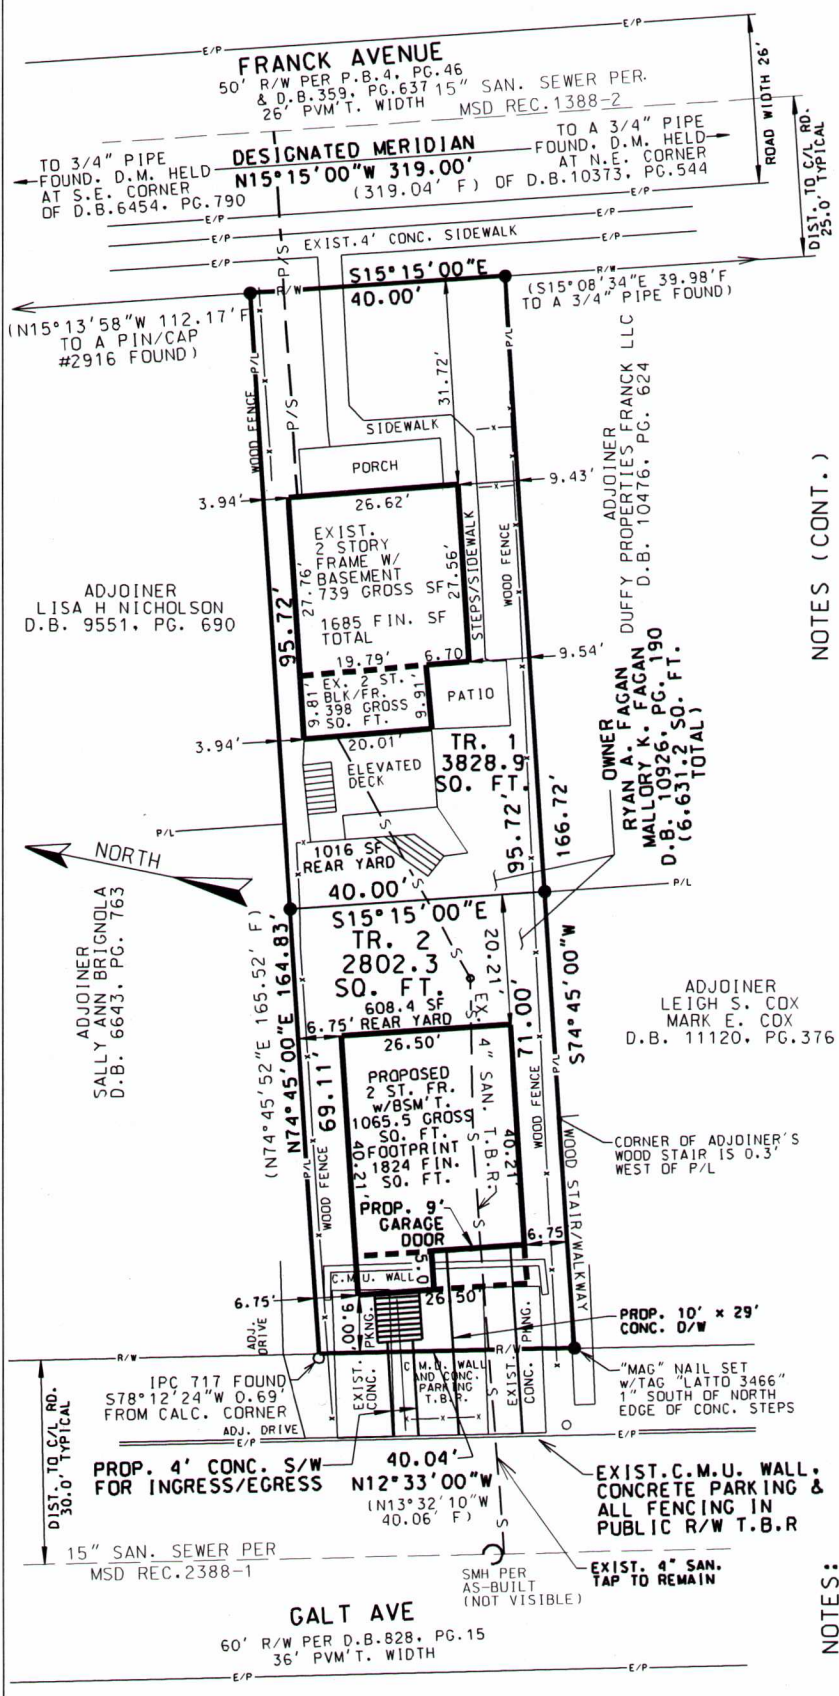 E/P
FRANCK AVENUE
50' R/W PER P.B.4, PG.46
& D.B.359, PG.637
26' PVM'T. WIDTH
15" SAN. SEWER PER.
MSD REC.1388-2
ROAD WIDTH 26'
DIST. TO C/L RD.
25.0' TYPICAL
TO 3/4" PIPE
FOUND. D.M. HELD
AT S.E. CORNER
OF D.B.6454, PG.790
DESIGNATED MERIDIAN
N15°15'00"W 319.00'
(319.04' F)
TO A 3/4" PIPE
FOUND. D.M. HELD
AT N.E. CORNER
OF D.B.10373, PG.544
E/P
E/P
EXIST.4' CONC. SIDEWALK
E/P
E/P
P/S
S15°15'00"E
R/W
R/W
40.00'
(N15°13'58"W 112.17'F
TO A PIN/CAP
#2916 FOUND)
(S15°08'34"E 39.98'F
TO A 3/4" PIPE FOUND)
P/L
P/L
WOOD FENCE
P/S
31.72'
SIDEWALK
PORCH
3.94'
9.43'
26.62'
EXIST.
2 STORY
FRAME W/
BASEMENT
739 GROSS SF
1685 FIN. SF
TOTAL
27.76'
27.56'
STEPS/SIDEWALK
WOOD FENCE
ADJOINER
DUFFY PROPERTIES FRANCK LLC
D.B. 10476, PG. 624
NOTES (CONT.)
ADJOINER
LISA H NICHOLSON
D.B. 9551, PG. 690
95.72'
19.79'
6.70
9.54'
EX. 2 ST.
BLK/FR.
398 GROSS
SQ. FT.
9.81'
9.91'
PATIO
3.94'
20.01'
ELEVATED
DECK
TR. 1
3828.9
SQ. FT.
OWNER
RYAN A. FAGAN
MALLORY K. FAGAN
D.B. 10926, PG. 190
(6,631.2 SQ. FT.
TOTAL)
S
P/L
1016 SF
REAR YARD
95.72'
166.72'
NORTH
40.00'
P/L
S15°15'00"E
TR. 2
2802.3
SQ. FT.
608.4 SF
REAR YARD
20.21'
ADJOINER
SALLY ANN BRIGNOLA
D.B. 6643, PG. 763
(N74°45'52"E 165.52' F)
N74°45'00"E 164.83'
69.11'
71.00'
S74°45'00"W
ADJOINER
LEIGH S. COX
MARK E. COX
D.B. 11120, PG.376
6.75'
26.50'
PROPOSED
2 ST. FR.
w/BSM'T.
1065.5 GROSS
SQ. FT.
FOOTPRINT
1824 FIN.
SQ. FT.
40.21'
40.21'
EX. 4" SAN. T.B.R.
S
P/L
P/L
WOOD FENCE
WOOD FENCE
WOOD STAIR/WALKWAY
CORNER OF ADJOINER'S
WOOD STAIR IS 0.3'
WEST OF P/L
PROP. 9'
GARAGE
DOOR
6.75
C.M.U. WALL
5.0
6.75'
26.50'
9.00'
PKNG.
PKNG.
ADJ.
DRIVE
PROP. 10' x 29'
CONC. D/W
R/W
R/W
IPC 717 FOUND
S78°12'24"W 0.69'
FROM CALC. CORNER
EXIST.
CONC.
C.M.U. WALL
AND CONC.
PARKING
T.B.R.
EXIST.
CONC.
"MAG" NAIL SET
w/TAG "LATTO 3466"
1" SOUTH OF NORTH
EDGE OF CONC. STEPS
ADJ. DRIVE
E/P
E/P
DIST. TO C/L RD.
30.0' TYPICAL
PROP. 4' CONC. S/W
FOR INGRESS/EGRESS
40.04'
N12°33'00"W
(N13°32'10"W
40.06' F)
EXIST.C.M.U. WALL,
CONCRETE PARKING &
ALL FENCING IN
PUBLIC R/W T.B.R
15" SAN. SEWER PER
MSD REC.2388-1
SMH PER
AS-BUILT
(NOT VISIBLE)
EXIST. 4" SAN.
TAP TO REMAIN
GALT AVE
60' R/W PER D.B.828, PG.15
36' PVM'T. WIDTH
E/P
E/P
NOTES: